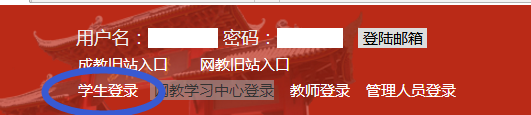 用户名： 密码： 登陆邮箱
成教旧站入口 网教旧站入口
学生登录 网教学习中心登录 教师登录 管理人员登录